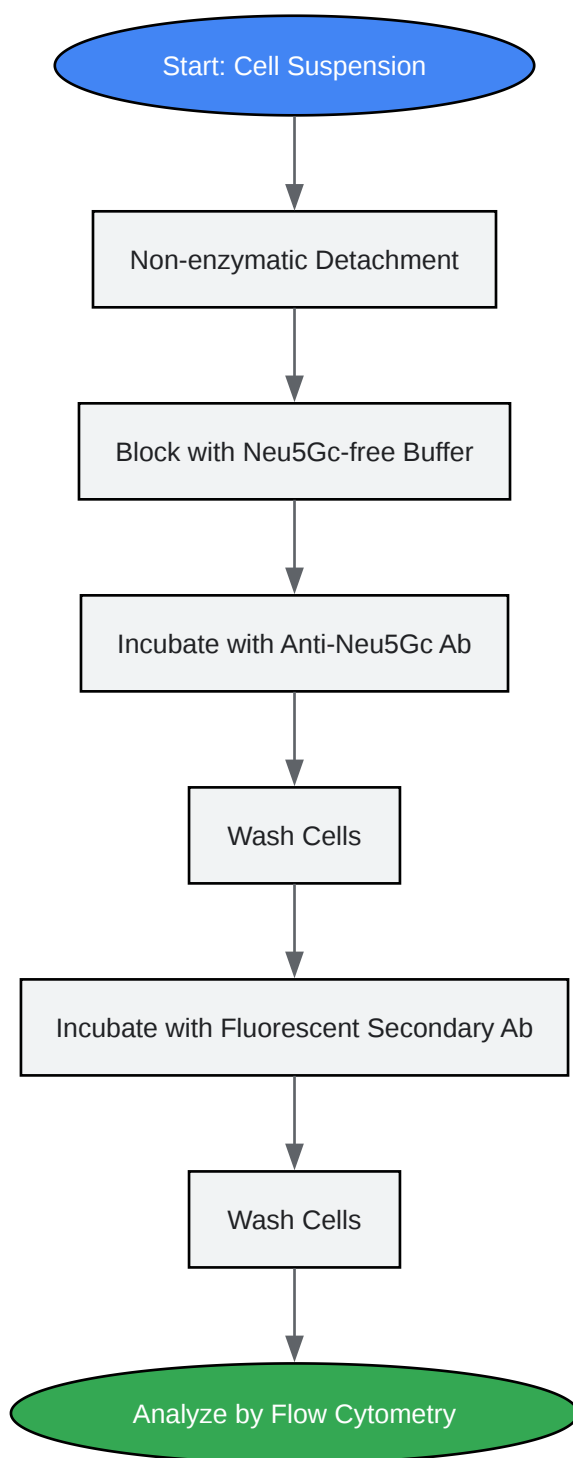 Start: Cell Suspension
Non-enzymatic Detachment
Block with Neu5Gc-free Buffer
Incubate with Anti-Neu5Gc Ab
Wash Cells
Incubate with Fluorescent Secondary Ab
Wash Cells
Analyze by Flow Cytometry